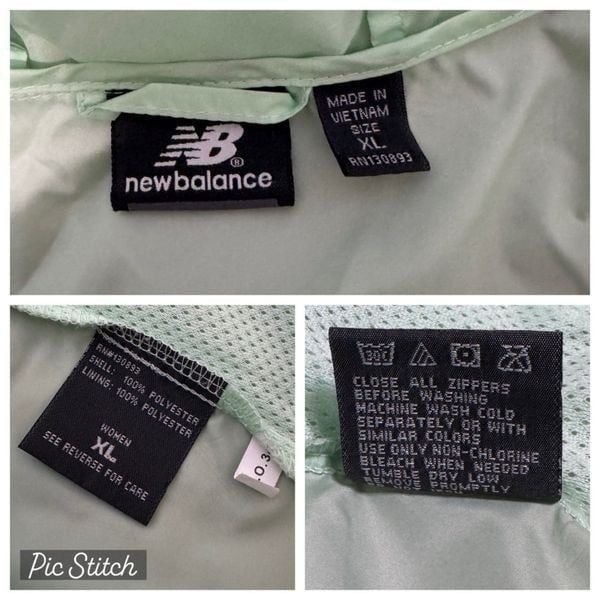 NB®
newbalance
MADE IN
VIETNAM
SIZE
XL
RN130893
RN#130893
SHELL: 100% POLYESTER
LINING: 100% POLYESTER
WOMEN
XL
SEE REVERSE FOR CARE
30C
CLOSE ALL ZIPPERS
BEFORE WASHING
MACHINE WASH COLD
SEPARATELY OR WITH
SIMILAR COLORS
USE ONLY NON-CHLORINE
BLEACH WHEN NEEDED
TUMBLE DRY LOW
REMOVE PROMPTLY
Pic Stitch